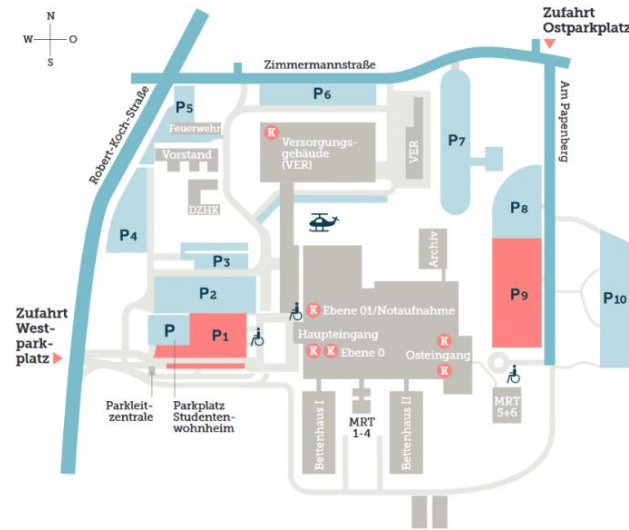 Zufahrt
Ostparkplatz
N
W O
S
Zimmermannstraße
Robert-Koch-Straße
Am Papenberg
P5
P6
Feuerwehr
K
Versorgungs-
gebäude
(VER)
VER
P7
Vorstand
DZHK
P8
P4
Archiv
P3
P2
P9
P10
Zufahrt
West-
park-
platz
P
P1
K Ebene 01/Notaufnahme
Haupteingang
K K Ebene 0
K
Osteingang
K
Parkleit-
zentrale
Parkplatz
Studenten-
wohnheim
Bettenhaus I
MRT
1-4
Bettenhaus II
MRT
5+6